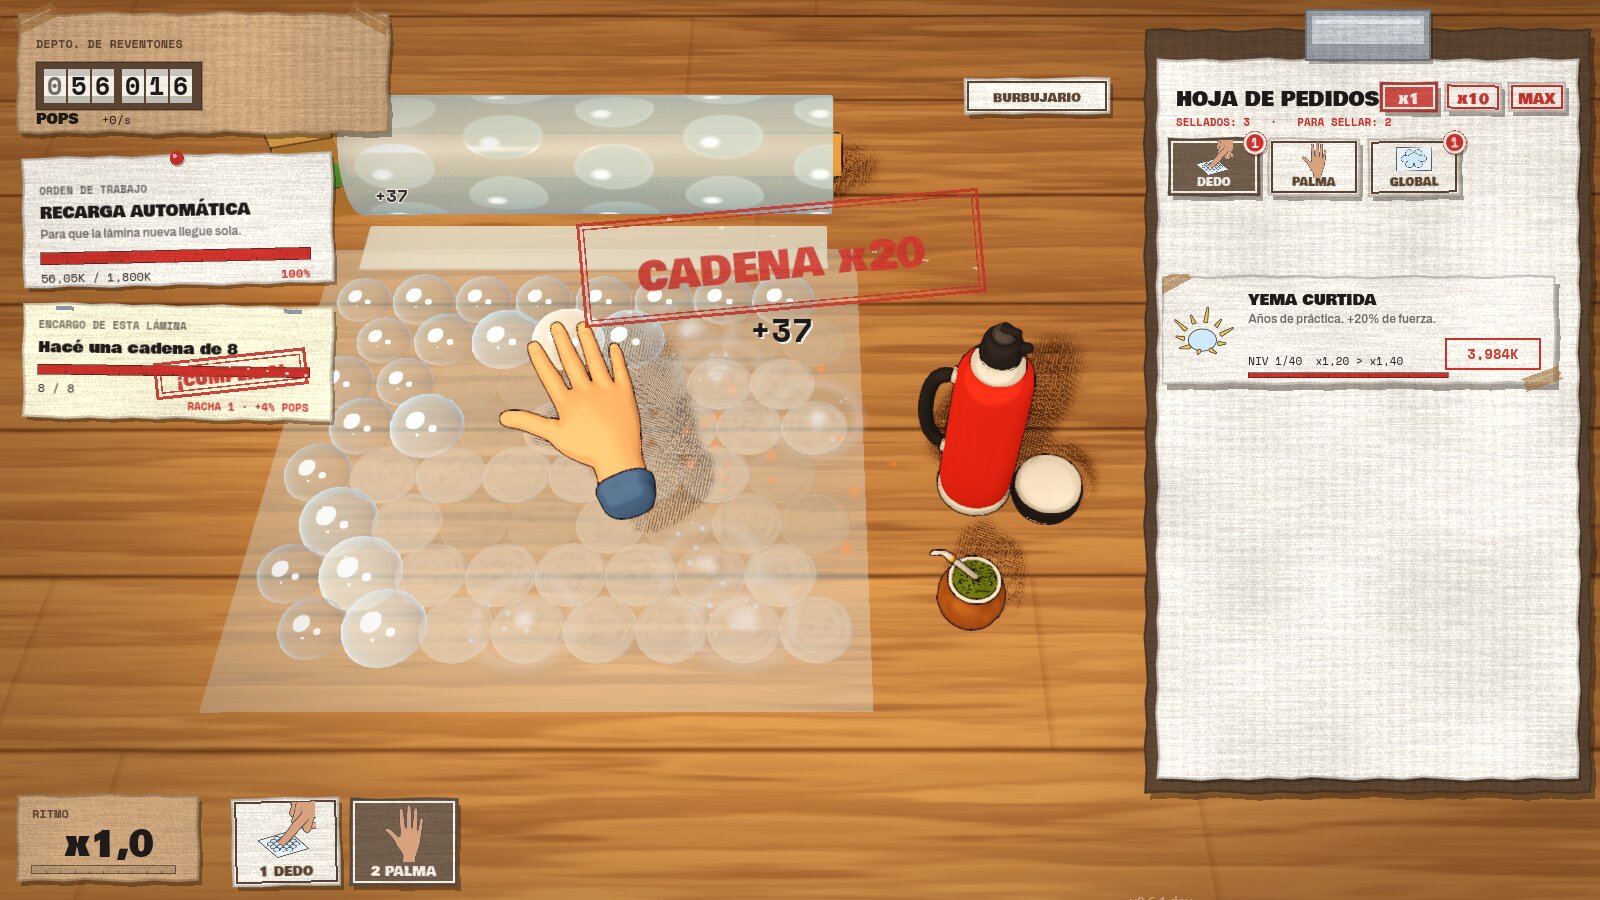 DEPTO. DE REVENTONES
056 016
POPS +0/s
ORDEN DE TRABAJO
RECARGA AUTOMÁTICA
Para que la lámina nueva llegue sola.
56,05K / 1,800K 100%
ENCARGO DE ESTA LÁMINA
Hacé una cadena de 8
8 / 8
RACHA 1 · +4% POPS
+37
CADENA x20
+37
BURBUJARIO
HOJA DE PEDIDOS x1 x10 MAX
SELLADOS: 3 · PARA SELLAR: 2
1 1
DEDO PALMA GLOBAL
YEMA CURTIDA
Años de práctica. +20% de fuerza.
NIV 1/40 x1,20 > x1,40 3,984K
RITMO
x1,0
1 DEDO 2 PALMA